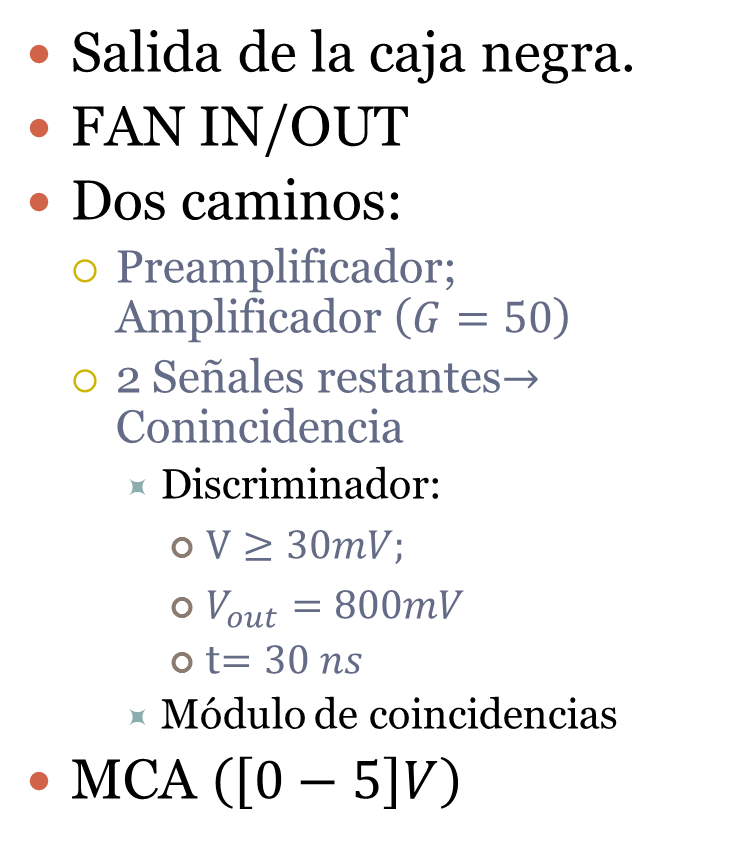 Salida de la caja negra.
FAN IN/OUT
Dos caminos:
Preamplificador;
Amplificador (G = 50)
2 Señales restantes→
Conincidencia
Discriminador:
V ≥ 30mV;
V_out = 800mV
t= 30 ns
Módulo de coincidencias
MCA ([0 − 5]V)